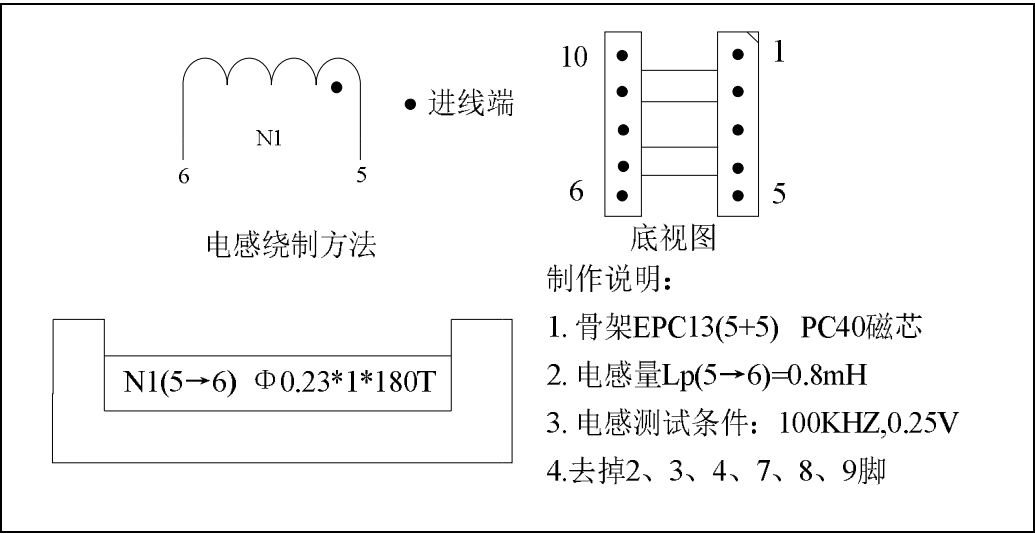 N1
6
5
进线端
电感绕制方法
10
1
6
5
底视图
N1(5→6) Φ0.23*1*180T
制作说明:
1. 骨架EPC13(5+5) PC40磁芯
2. 电感量Lp(5→6)=0.8mH
3. 电感测试条件: 100KHZ,0.25V
4.去掉2、3、4、7、8、9脚